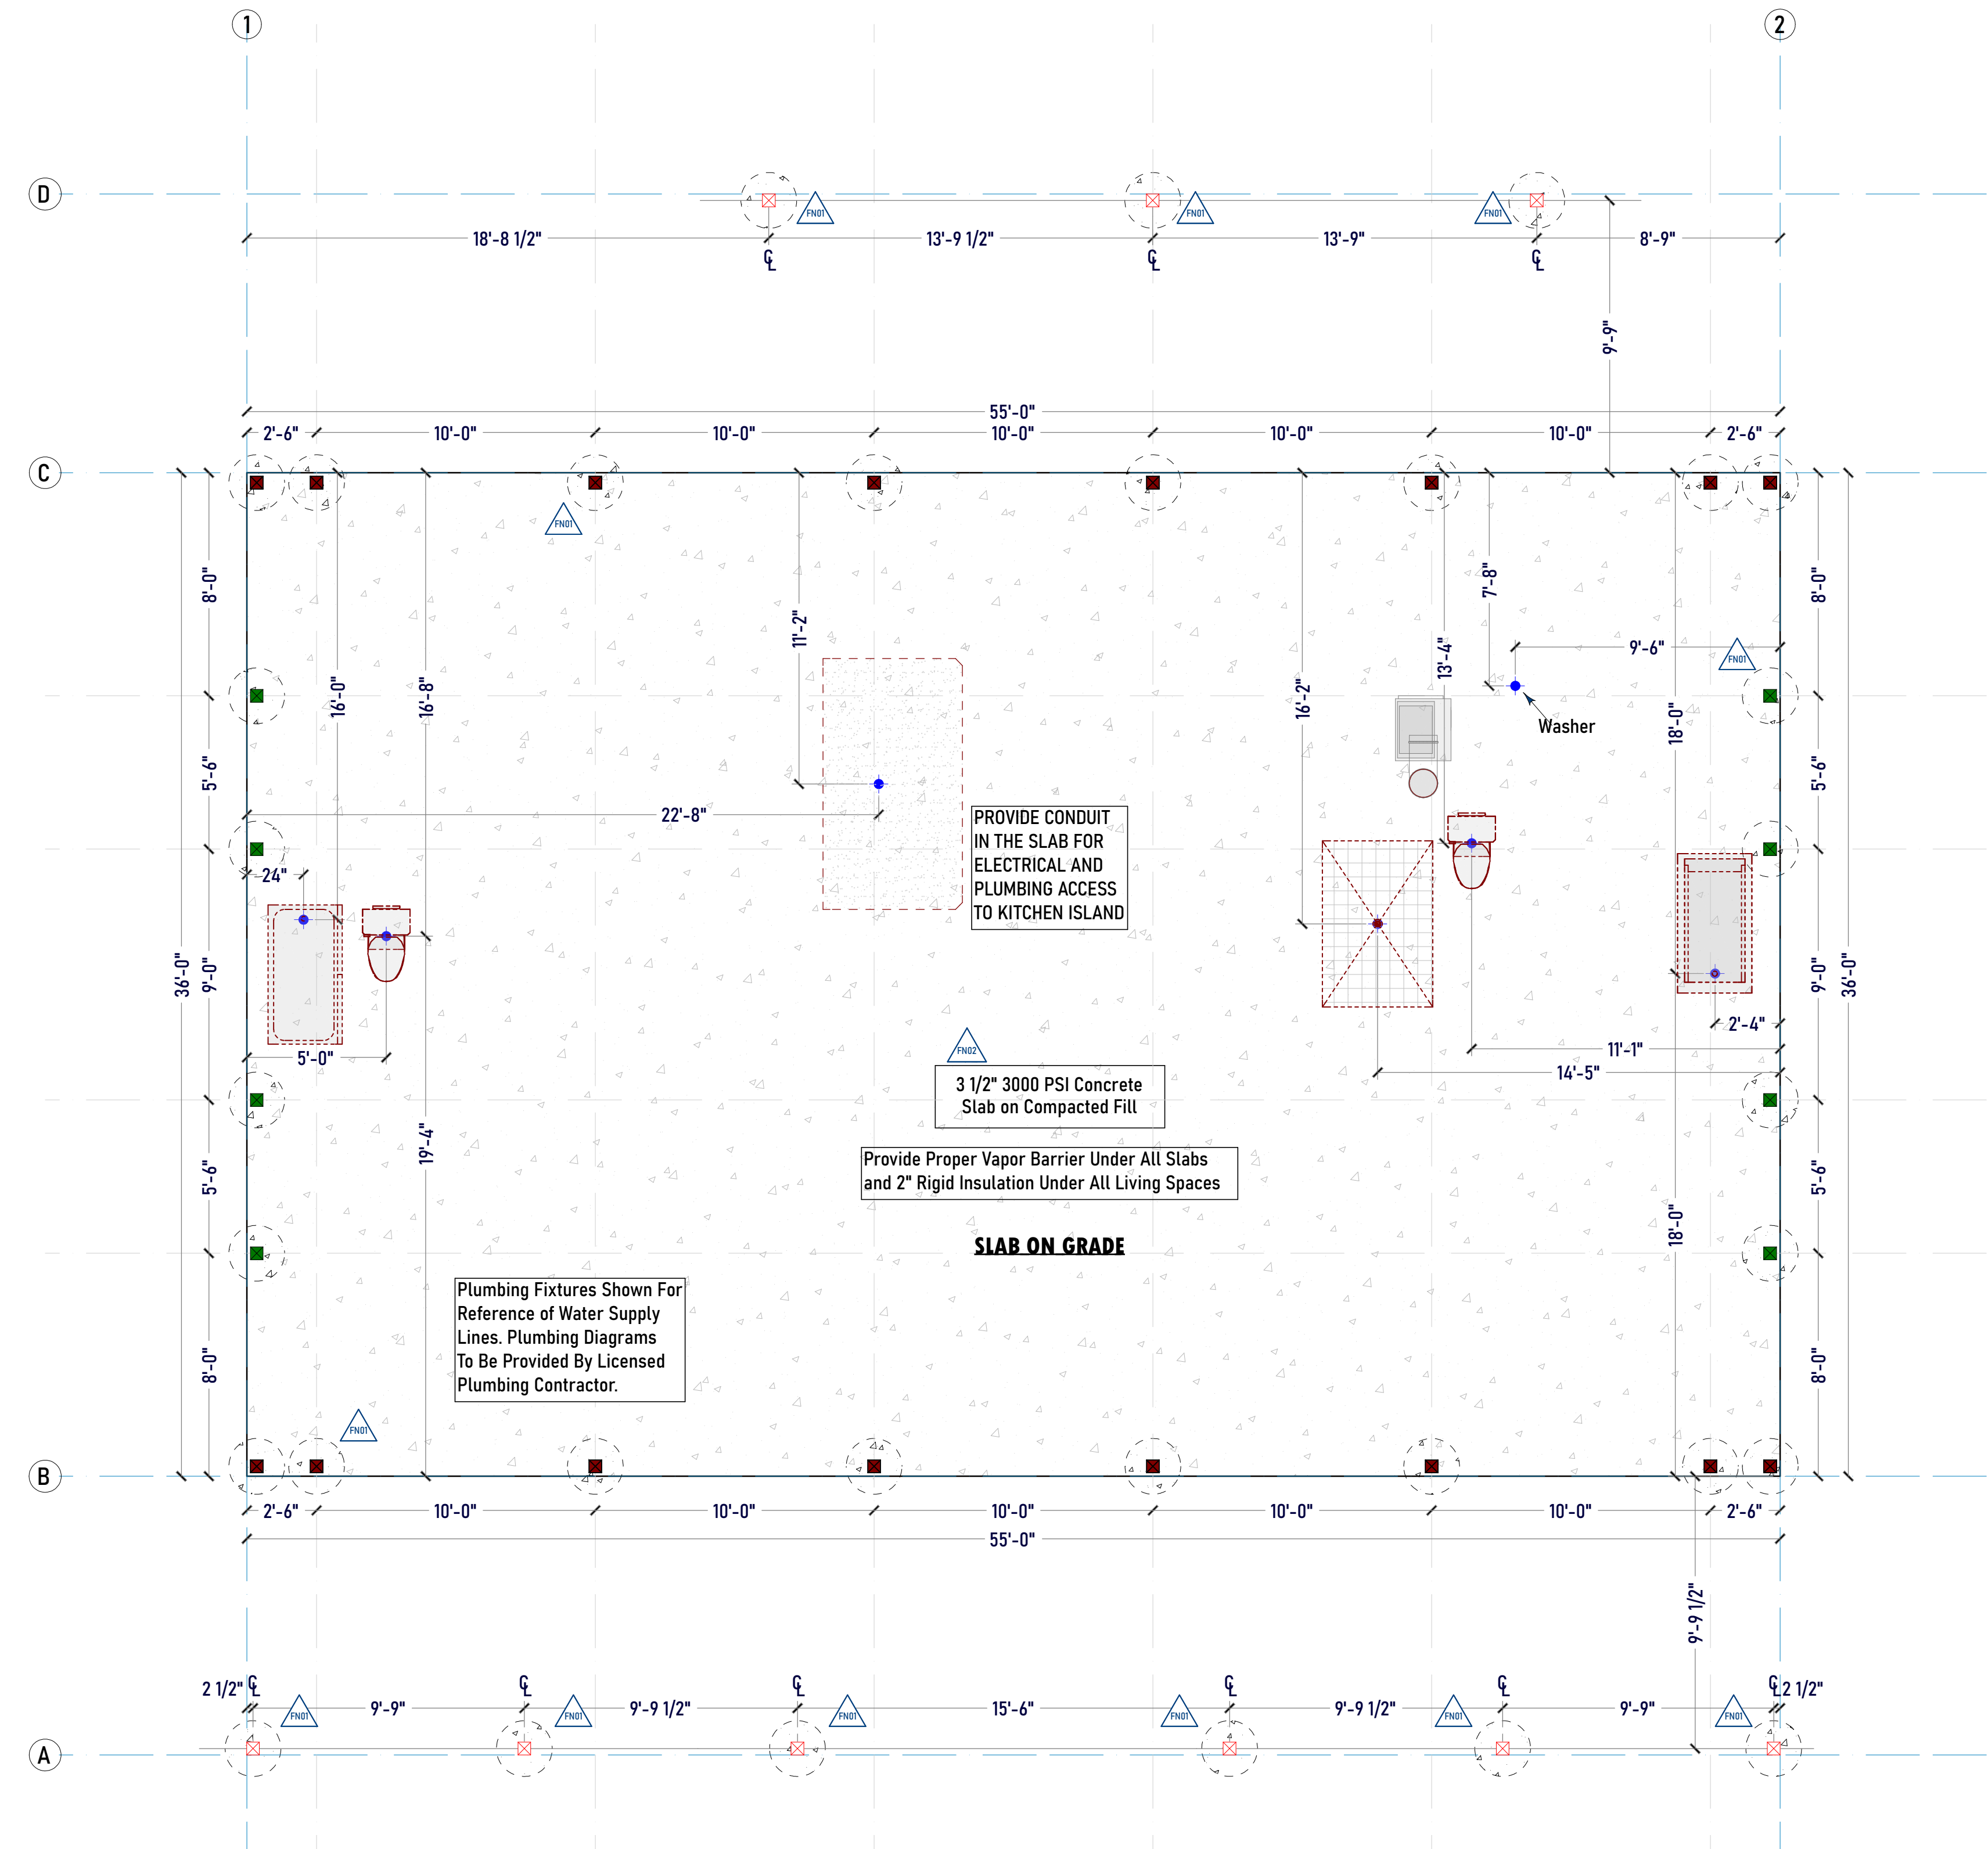 1
2
D
FN01
FN01
FN01
18'-8 1/2"
13'-9 1/2"
13'-9"
8'-9"
CL
CL
CL
9'-9"
55'-0"
2'-6"
10'-0"
10'-0"
10'-0"
10'-0"
10'-0"
2'-6"
C
FN01
8'-0"
7'-8"
8'-0"
11'-2"
13'-4"
9'-6"
FN01
16'-0"
16'-8"
16'-2"
18'-0"
Washer
5'-6"
5'-6"
22'-8"
PROVIDE CONDUIT
IN THE SLAB FOR
ELECTRICAL AND
PLUMBING ACCESS
TO KITCHEN ISLAND
24"
36'-0"
9'-0"
9'-0"
36'-0"
2'-4"
FN02
11'-1"
5'-0"
14'-5"
3 1/2" 3000 PSI Concrete
Slab on Compacted Fill
19'-4"
Provide Proper Vapor Barrier Under All Slabs
and 2" Rigid Insulation Under All Living Spaces
5'-6"
5'-6"
18'-0"
SLAB ON GRADE
Plumbing Fixtures Shown For
Reference of Water Supply
Lines. Plumbing Diagrams
To Be Provided By Licensed
Plumbing Contractor.
8'-0"
8'-0"
FN01
B
2'-6"
10'-0"
10'-0"
10'-0"
10'-0"
10'-0"
2'-6"
55'-0"
9'-9 1/2"
2 1/2"
CL
CL
CL
CL
CL
CL
2 1/2"
FN01
9'-9"
FN01
9'-9 1/2"
FN01
15'-6"
FN01
9'-9 1/2"
FN01
9'-9"
FN01
A